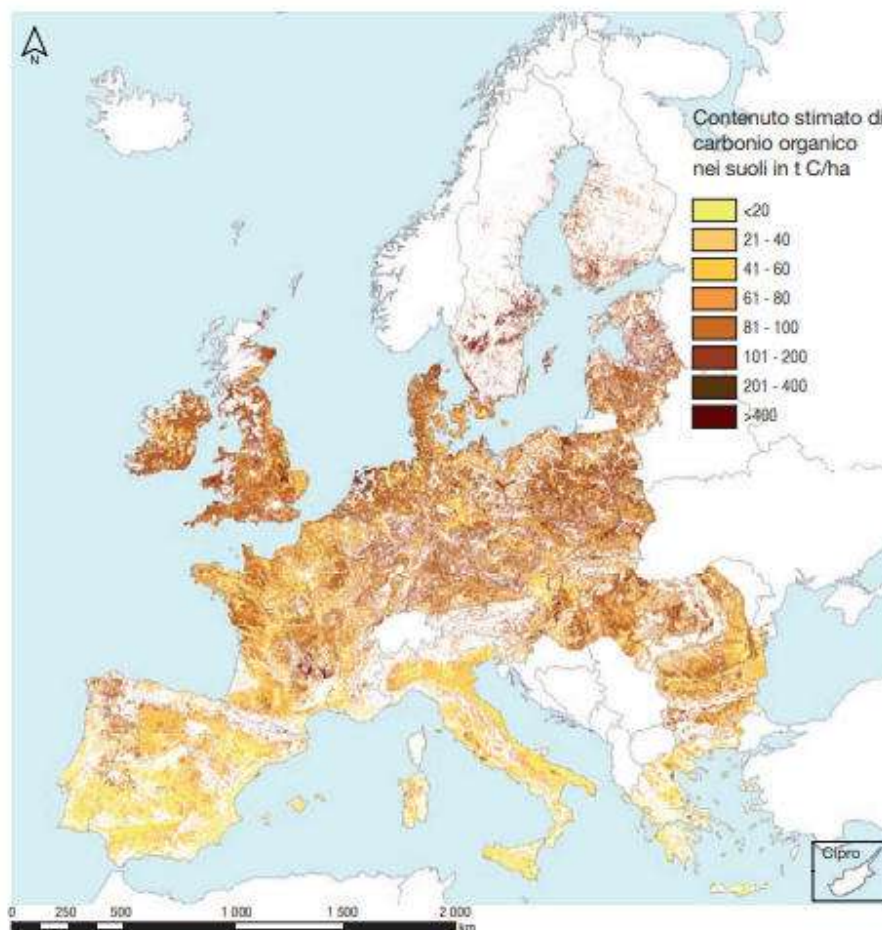 N
Contenuto stimato di
carbonio organico
nei suoli in t C/ha
<20
21 - 40
41 - 60
61 - 80
81 - 100
101 - 200
201 - 400
>400
Cipro
0 250 500 1 000 1 500 2 000
km